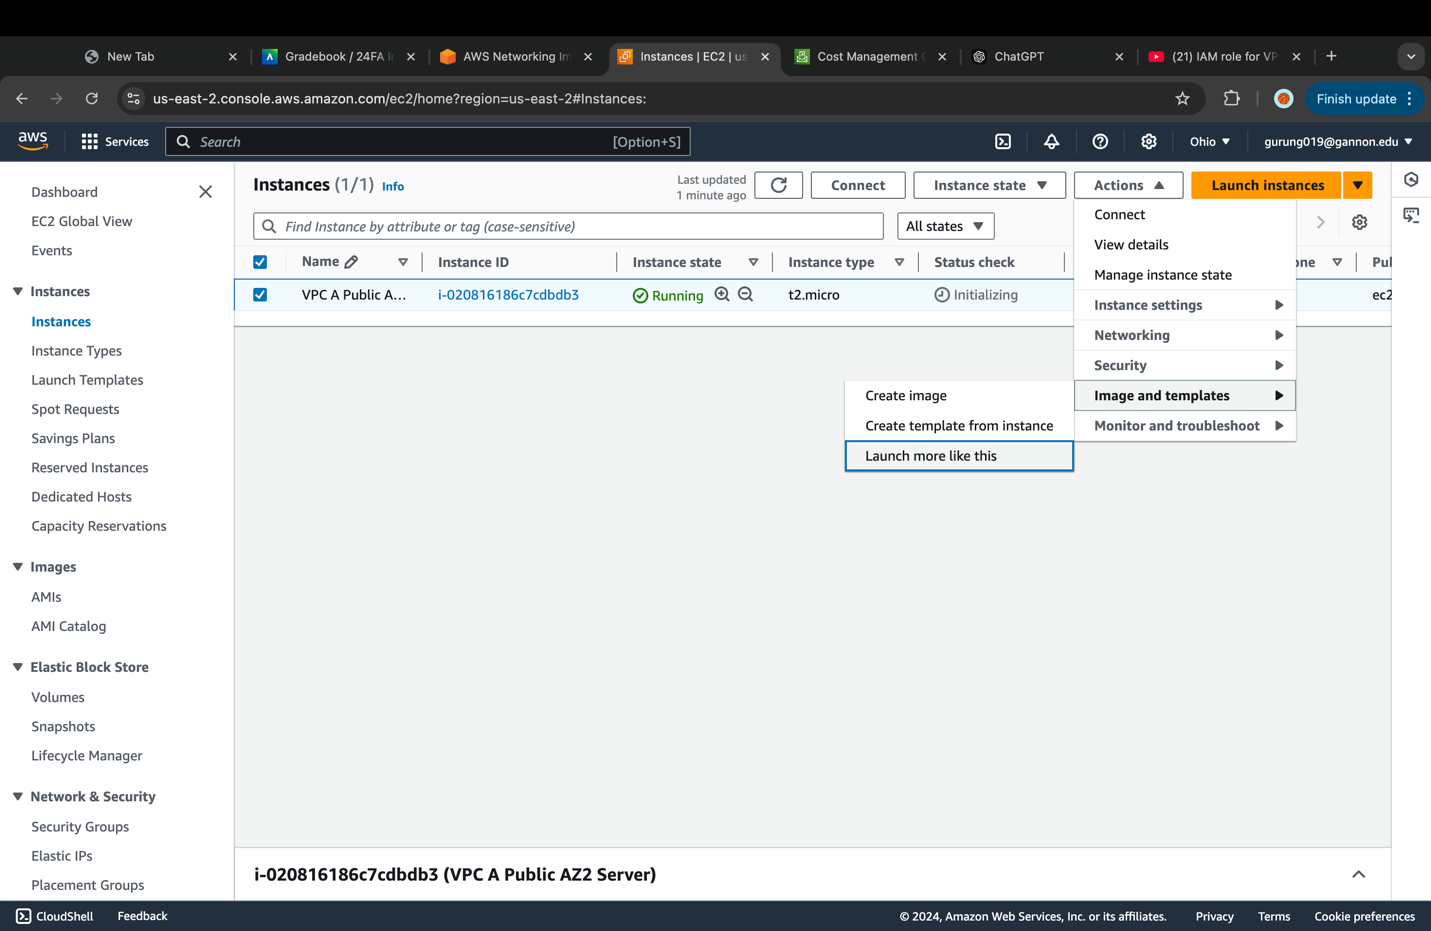 New Tab
Gradebook / 24FA
AWS Networking Im
Instances | EC2 | us
Cost Management
ChatGPT
(21) IAM role for VP
us-east-2.console.aws.amazon.com/ec2/home?region=us-east-2#Instances:
Finish update
aws
Services
Search
[Option+S]
Ohio
gurung019@gannon.edu
Dashboard
EC2 Global View
Events
Instances
Instances
Instance Types
Launch Templates
Spot Requests
Savings Plans
Reserved Instances
Dedicated Hosts
Capacity Reservations
Images
AMIs
AMI Catalog
Elastic Block Store
Volumes
Snapshots
Lifecycle Manager
Network & Security
Security Groups
Elastic IPs
Placement Groups
Instances (1/1) Info
Last updated
1 minute ago
Connect
Instance state
Actions
Launch instances
Find Instance by attribute or tag (case-sensitive)
All states
Name
Instance ID
Instance state
Instance type
Status check
one
Pul
VPC A Public A...
i-020816186c7cdbdb3
Running
t2.micro
Initializing
ec2
Connect
View details
Manage instance state
Instance settings
Networking
Security
Image and templates
Monitor and troubleshoot
Create image
Create template from instance
Launch more like this
i-020816186c7cdbdb3 (VPC A Public AZ2 Server)
CloudShell
Feedback
© 2024, Amazon Web Services, Inc. or its affiliates.
Privacy
Terms
Cookie preferences